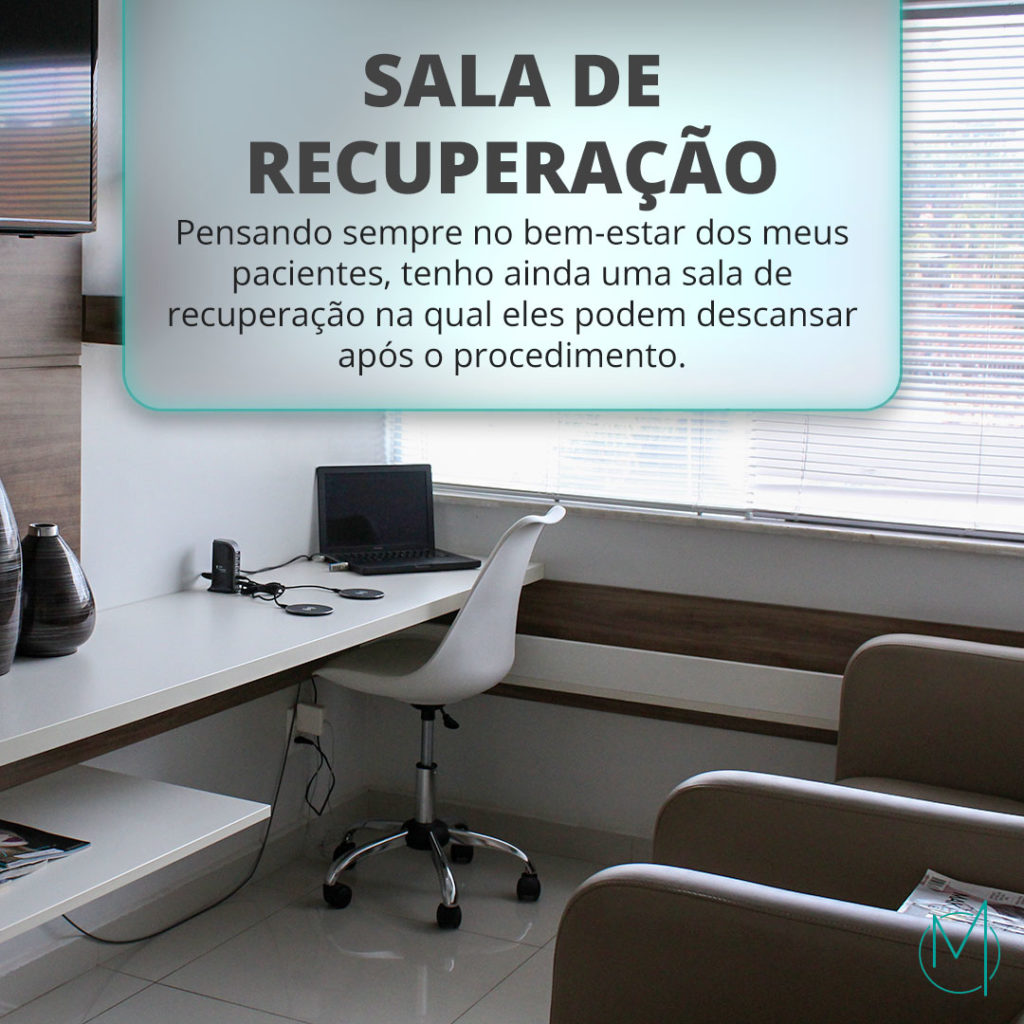 SALA DE
RECUPERAÇÃO
Pensando sempre no bem-estar dos meus
pacientes, tenho ainda uma sala de
recuperação na qual eles podem descansar
após o procedimento.